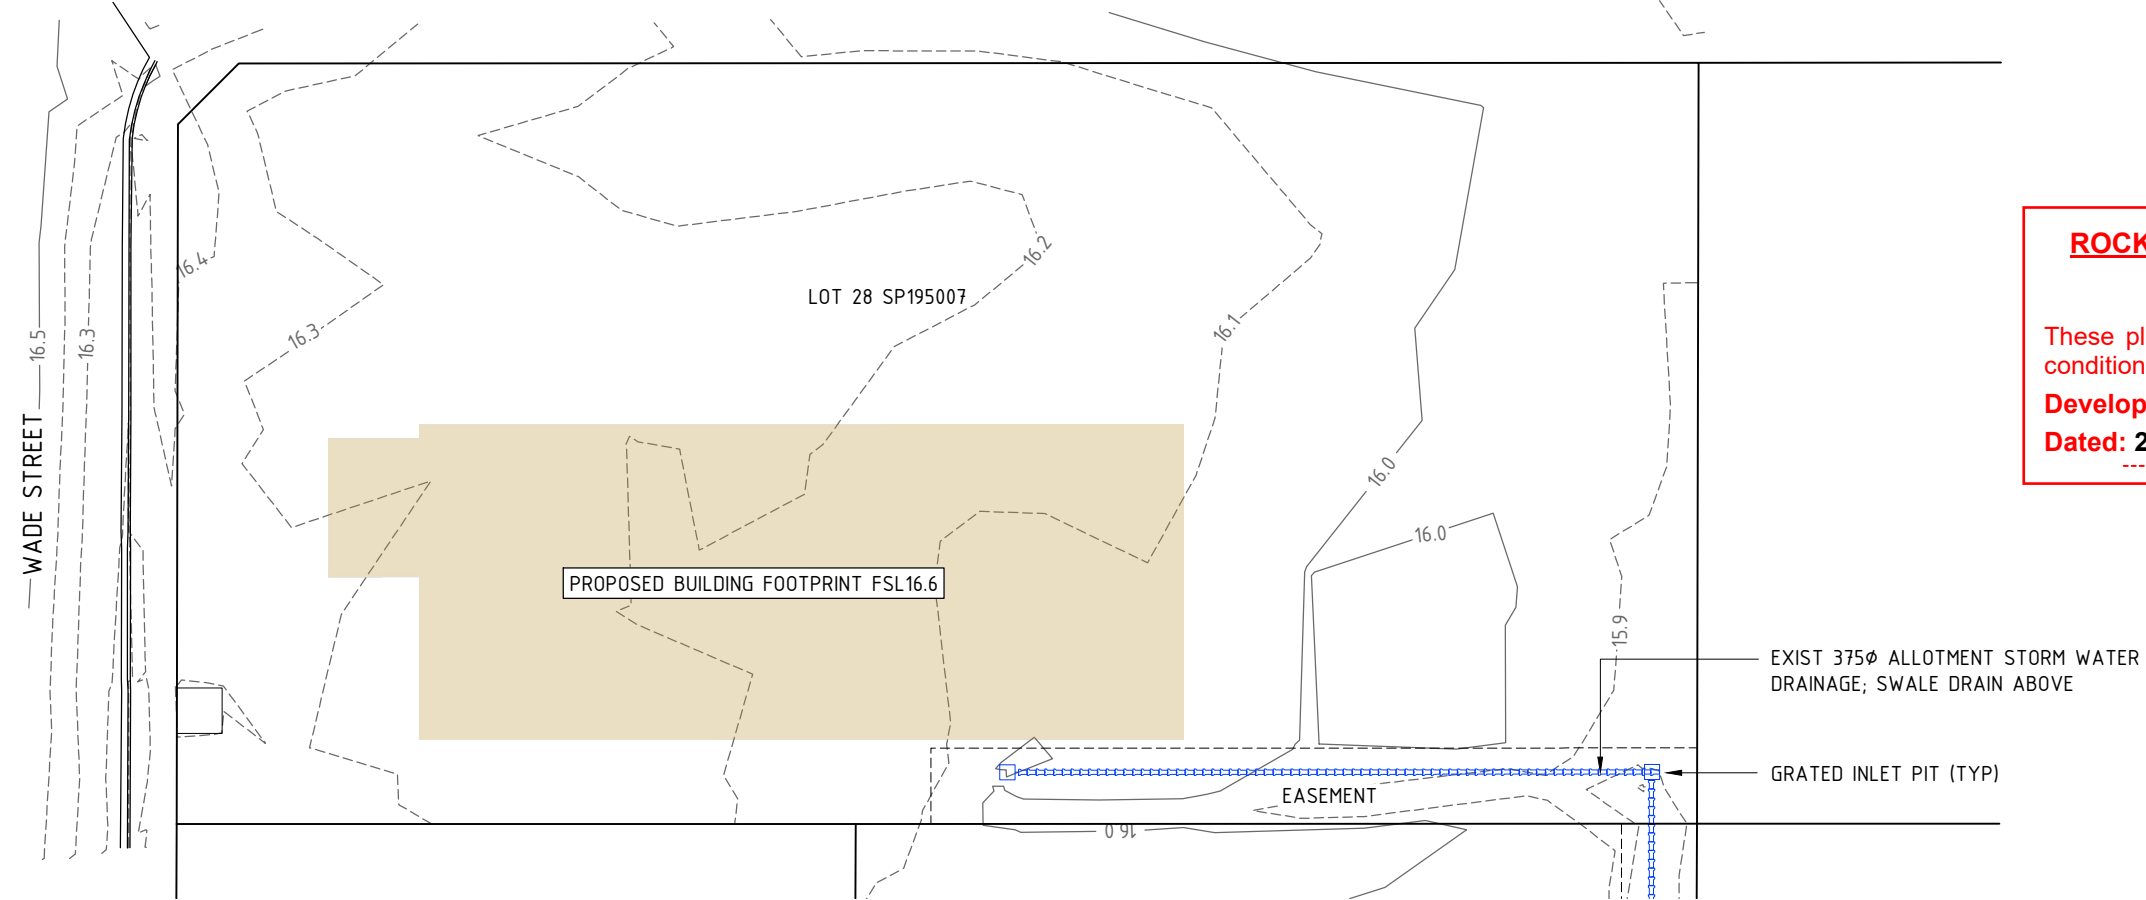 16.4
16.2
LOT 28 SP195007
16.3
16.1
16.5
16.3
WADE STREET
16.0
16.0
PROPOSED BUILDING FOOTPRINT FSL16.6
15.9
EXIST 375Ø ALLOTMENT STORM WATER
DRAINAGE; SWALE DRAIN ABOVE
GRATED INLET PIT (TYP)
EASEMENT
16.0
ROCK
These pl
condition
Develop
Dated: 2